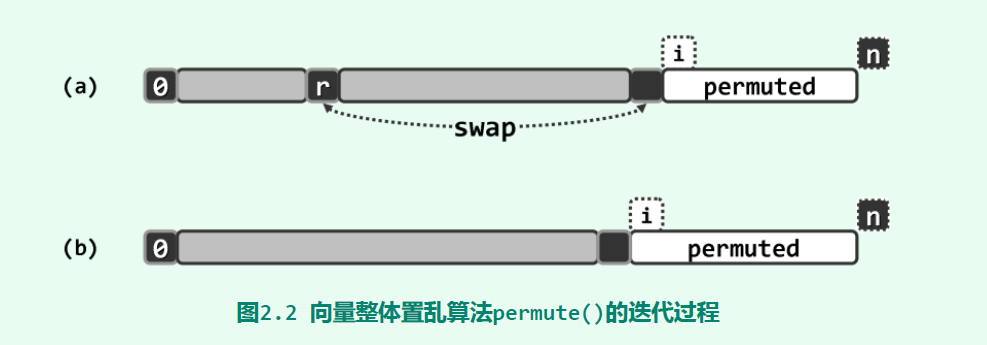 i n
(a) 0 r permuted
swap
i n
(b) 0 permuted
图2.2 向量整体置乱算法permute()的迭代过程